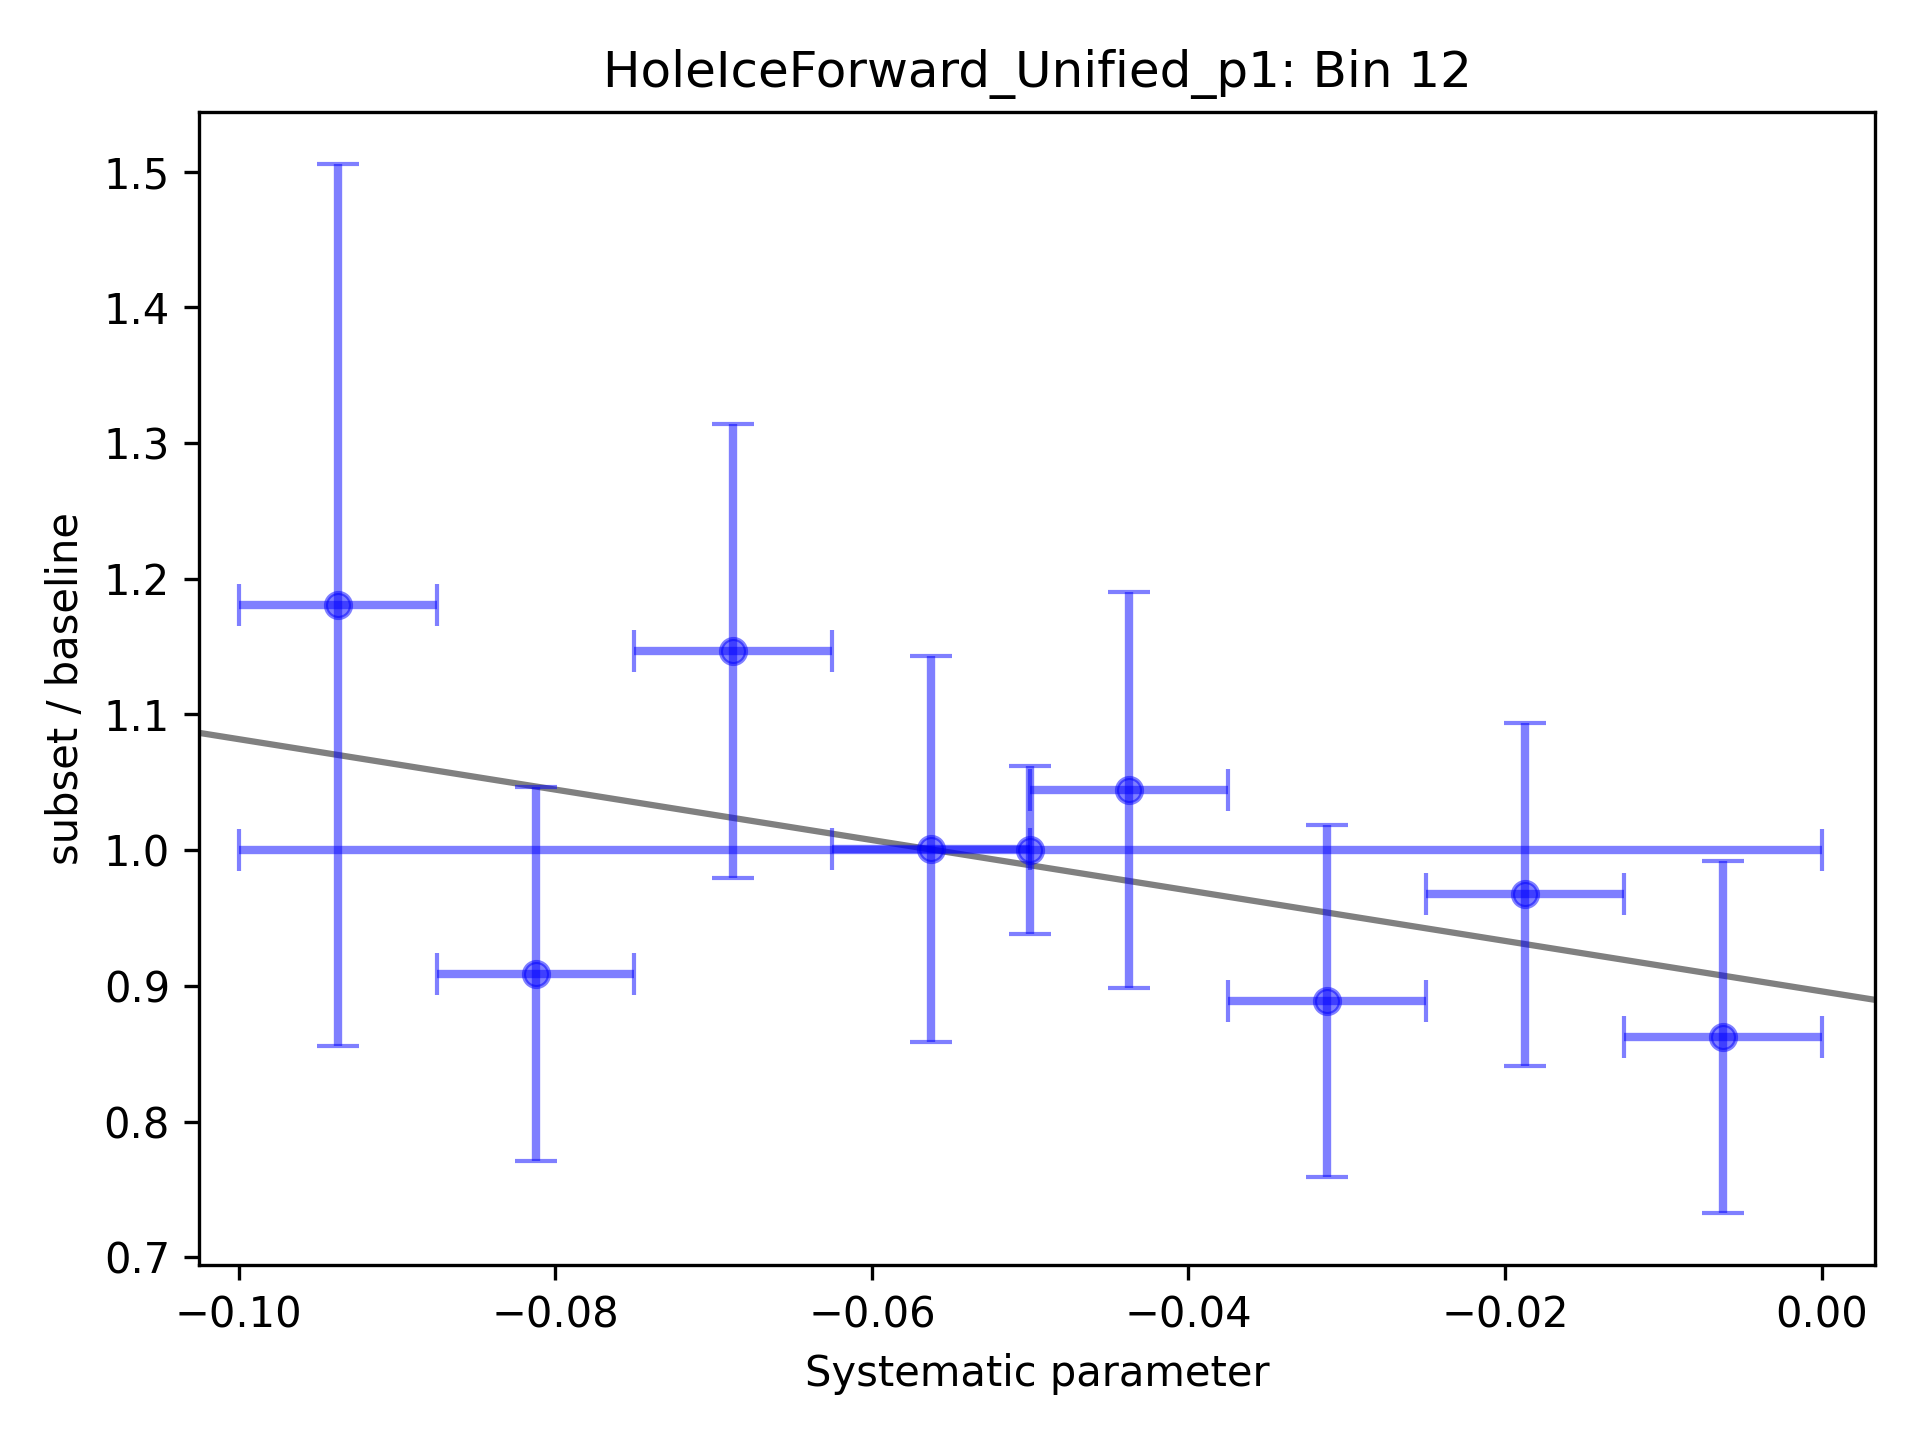 HoleIceForward_Unified_p1: Bin 12
1.5
1.4
1.3
1.2
1.1
1.0
0.9
0.8
0.7
subset / baseline
−0.10 −0.08 −0.06 −0.04 −0.02 0.00
Systematic parameter